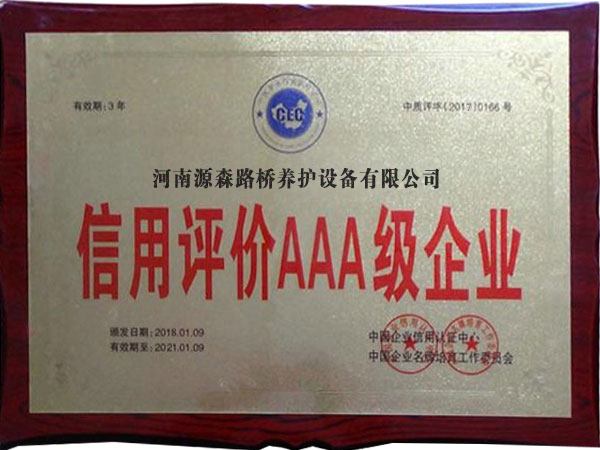 有效期:3年
中质评字(2017)0166号
CEC
河南源森路桥养护设备有限公司
信用评价AAA级企业
颁发日期:2018.01.09
有效期至:2021.01.09
中国企业信用认证中心
中国企业名牌培育工作委员会